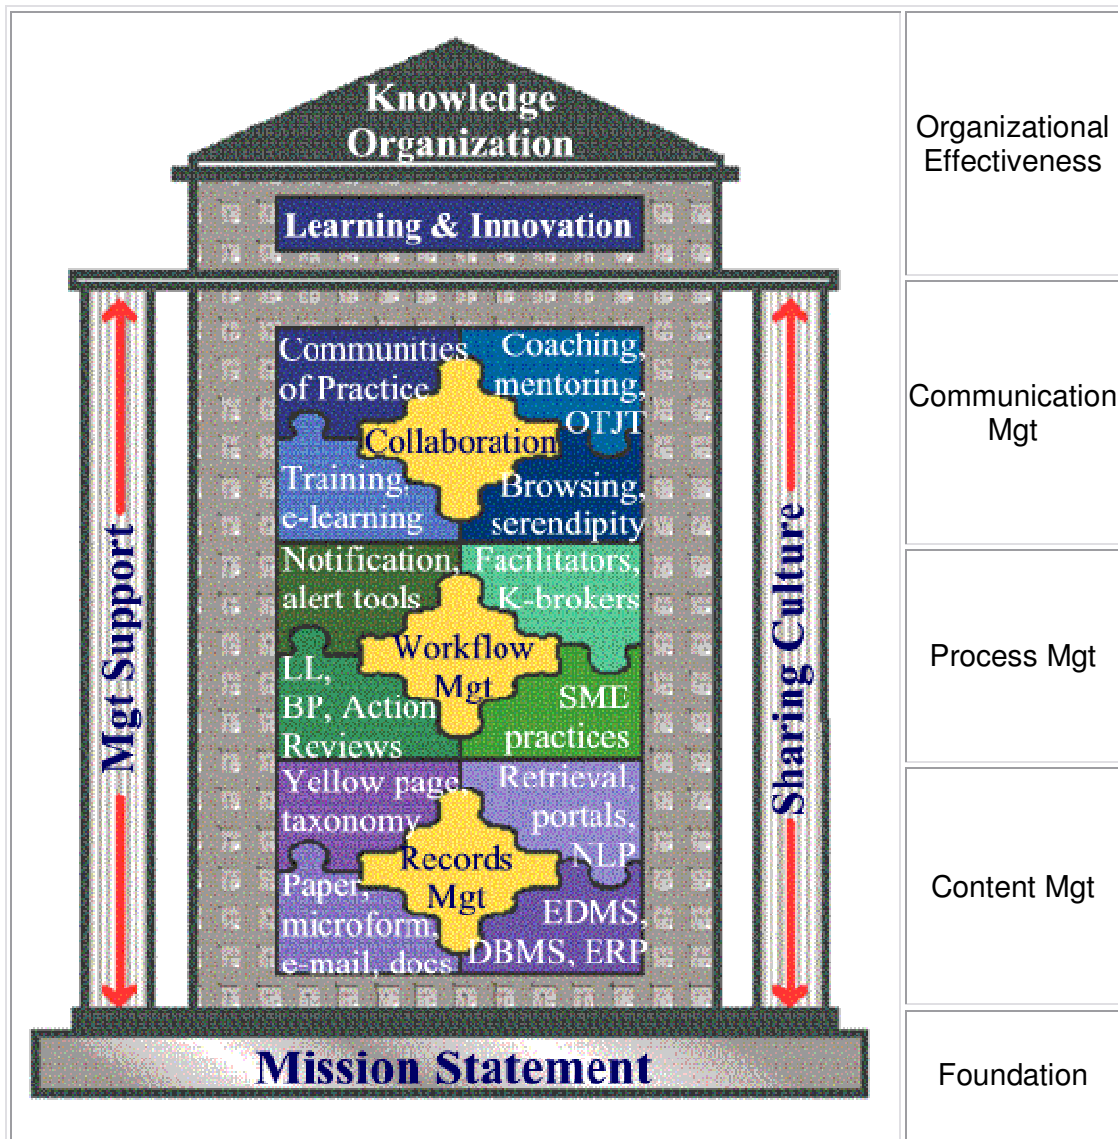 Knowledge
Organization
Learning & Innovation
Organizational
Effectiveness
Communities
of Practice
Coaching,
mentoring,
OTJT
Collaboration
Training,
e-learning
Browsing,
serendipity
Communication
Mgt
Notification,
alert tools
Facilitators,
K-brokers
Workflow
Mgt
LL,
BP, Action
Reviews
SME
practices
Process Mgt
Yellow page,
taxonomy
Retrieval,
portals,
NLP
Records
Mgt
Paper,
microform,
e-mail, docs
EDMS,
DBMS, ERP
Content Mgt
Mgt Support
Sharing Culture
Mission Statement
Foundation